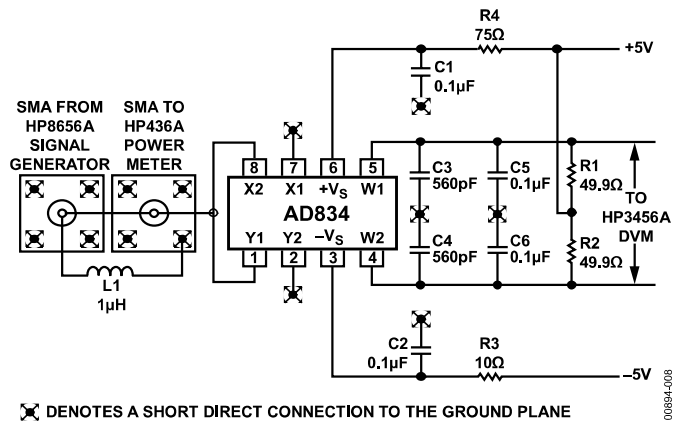 R4
75Ω
+5V
C1
0.1µF
SMA FROM
HP8656A
SIGNAL
GENERATOR
SMA TO
HP436A
POWER
METER
8
7
6
5
X2
X1
+VS
W1
AD834
Y1
Y2
–VS
W2
1
2
3
4
C3
560pF
C5
0.1µF
R1
49.9Ω
TO
HP3456A
DVM
C4
560pF
C6
0.1µF
R2
49.9Ω
L1
1µH
C2
0.1µF
R3
10Ω
–5V
DENOTES A SHORT DIRECT CONNECTION TO THE GROUND PLANE
00894-008